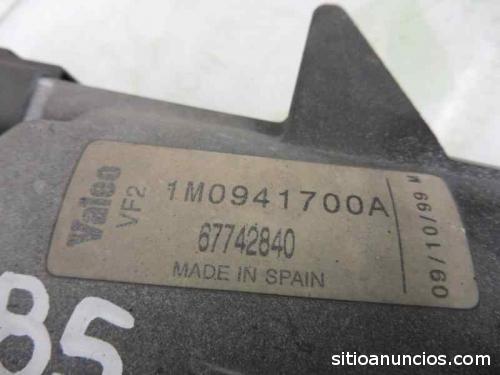 Valeo
VF2
1M0941700A
67742840
MADE IN SPAIN
09/10/99 M
85
sitioanuncios.com